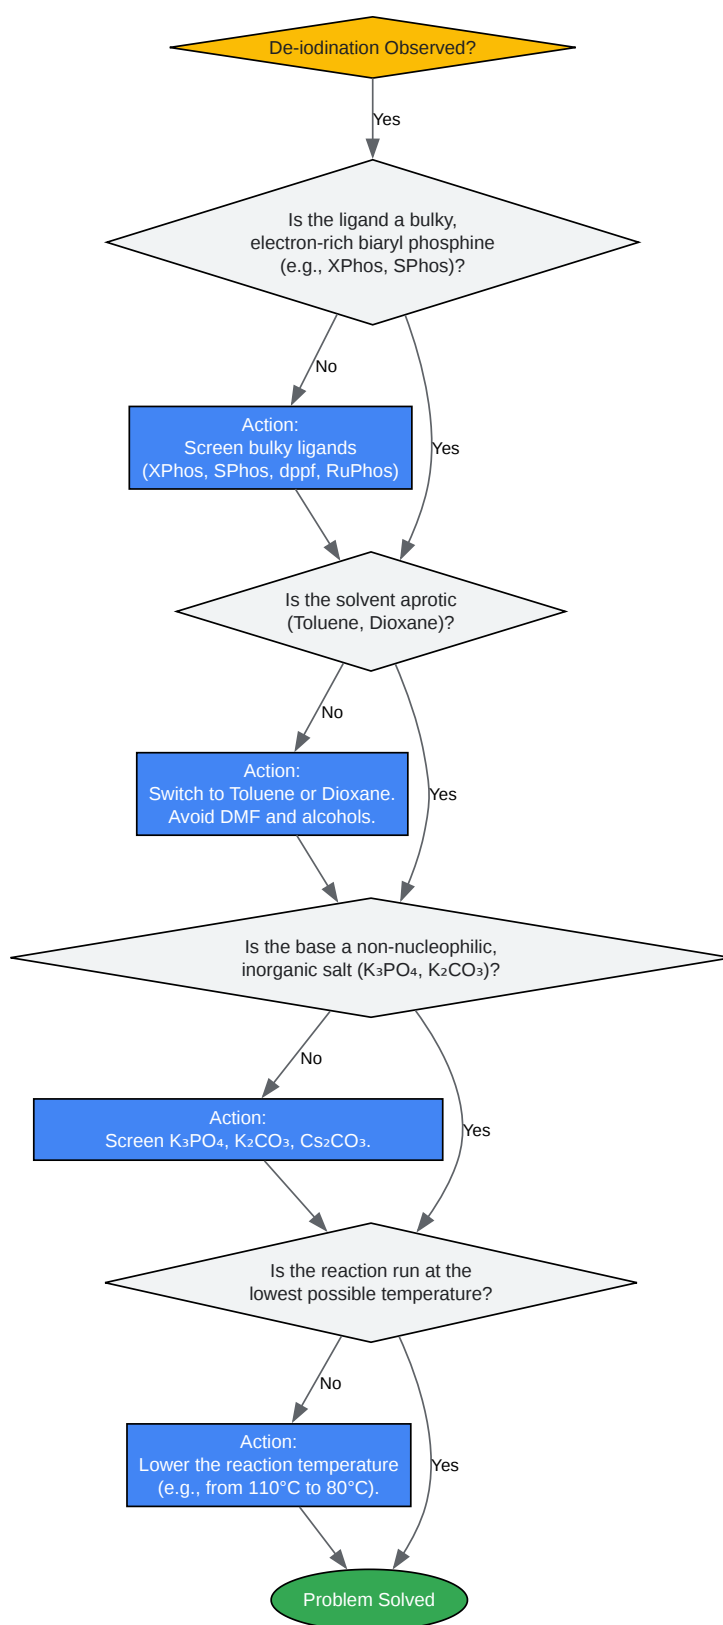 De-iodination Observed?
Yes
Is the ligand a bulky,
electron-rich biaryl phosphine
(e.g., XPhos, SPhos)?
No
Action:
Screen bulky ligands
(XPhos, SPhos, dppf, RuPhos)
Yes
Is the solvent aprotic
(Toluene, Dioxane)?
No
Action:
Switch to Toluene or Dioxane.
Avoid DMF and alcohols.
Yes
Is the base a non-nucleophilic,
inorganic salt (K₃PO₄, K₂CO₃)?
No
Action:
Screen K₃PO₄, K₂CO₃, Cs₂CO₃.
Yes
Is the reaction run at the
lowest possible temperature?
No
Action:
Lower the reaction temperature
(e.g., from 110°C to 80°C).
Yes
Problem Solved